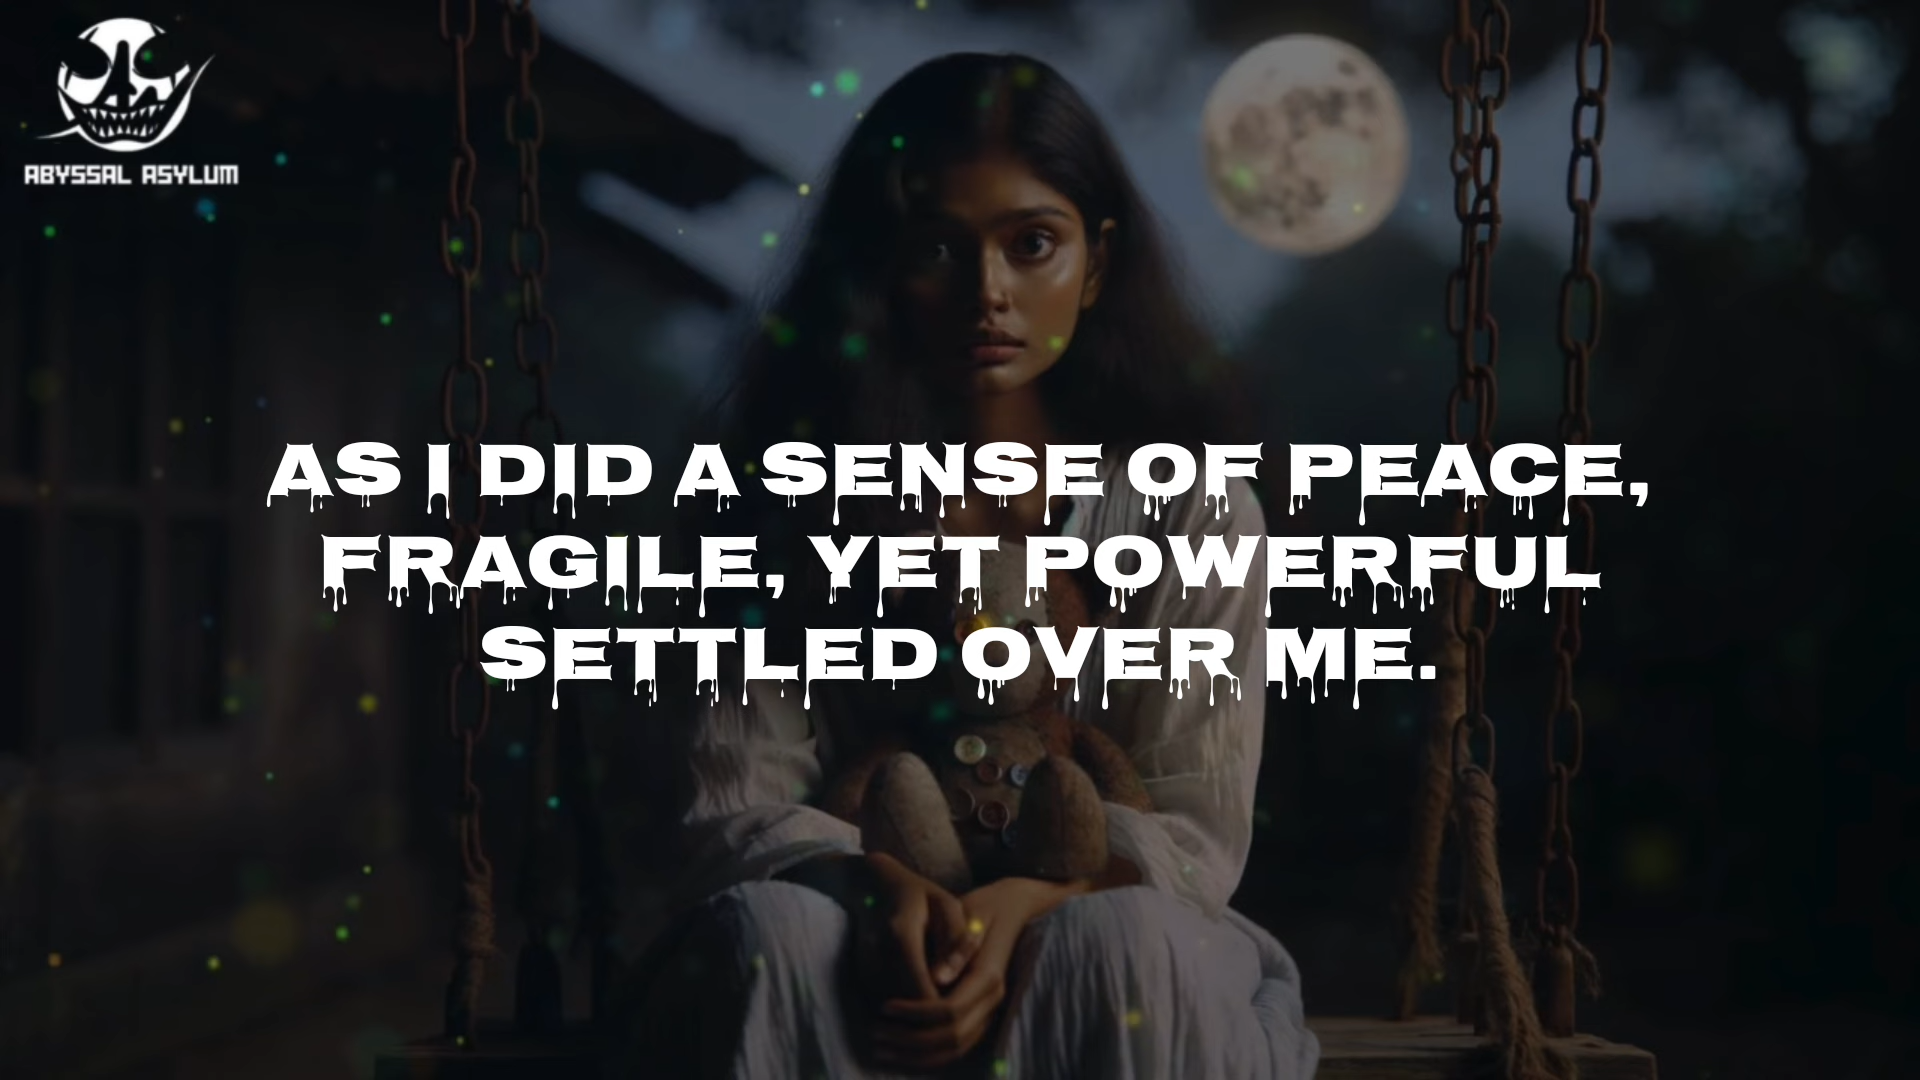 ABYSSAL ASYLUM
AS I DID A SENSE OF PEACE,
FRAGILE, YET POWERFUL
SETTLED OVER ME.